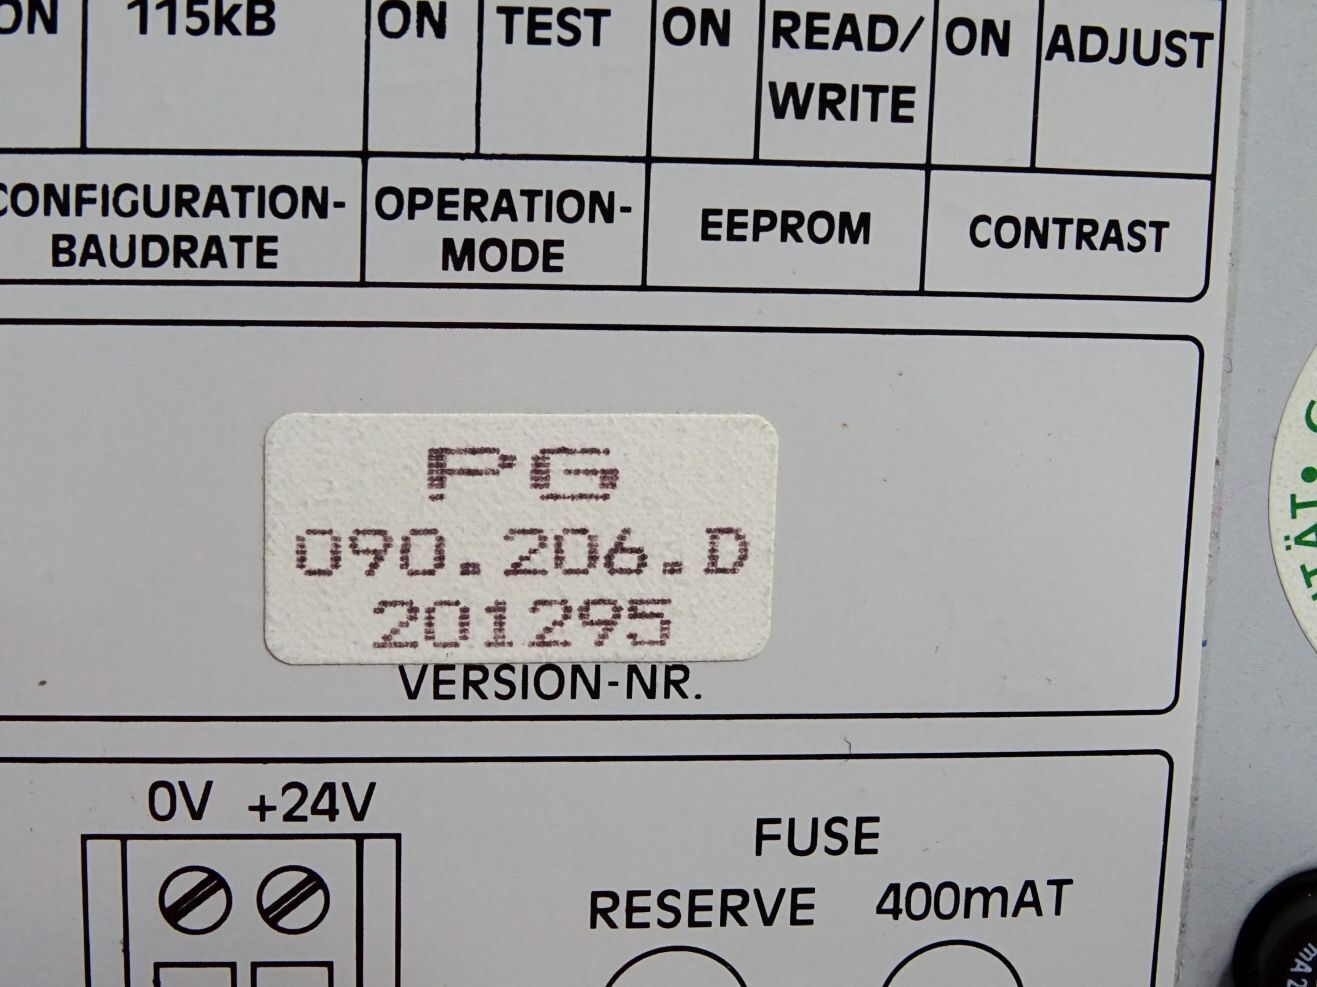 ON 115kB ON TEST ON READ/ ON ADJUST
WRITE
CONFIGURATION- OPERATION- EEPROM CONTRAST
BAUDRATE MODE
PG
090.206.D
201295
VERSION-NR.
0V +24V
FUSE
RESERVE 400mAT